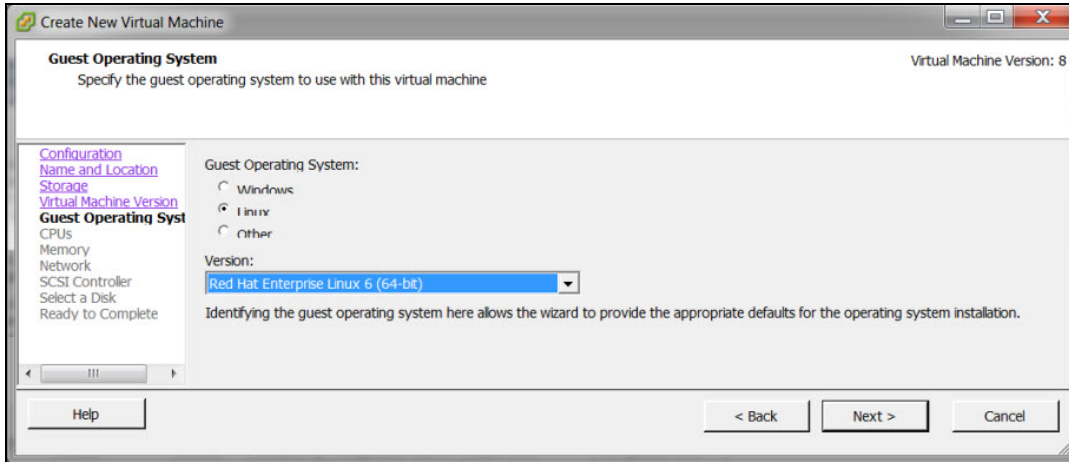 Create New Virtual Machine
Guest Operating System
Virtual Machine Version: 8
Specify the guest operating system to use with this virtual machine
Configuration
Name and Location
Storage
Virtual Machine Version
Guest Operating Syst
CPUs
Memory
Network
SCSI Controller
Select a Disk
Ready to Complete
Guest Operating System:
Windows
Linux
Other
Version:
Red Hat Enterprise Linux 6 (64-bit)
Identifying the guest operating system here allows the wizard to provide the appropriate defaults for the operating system installation.
Help
< Back
Next >
Cancel